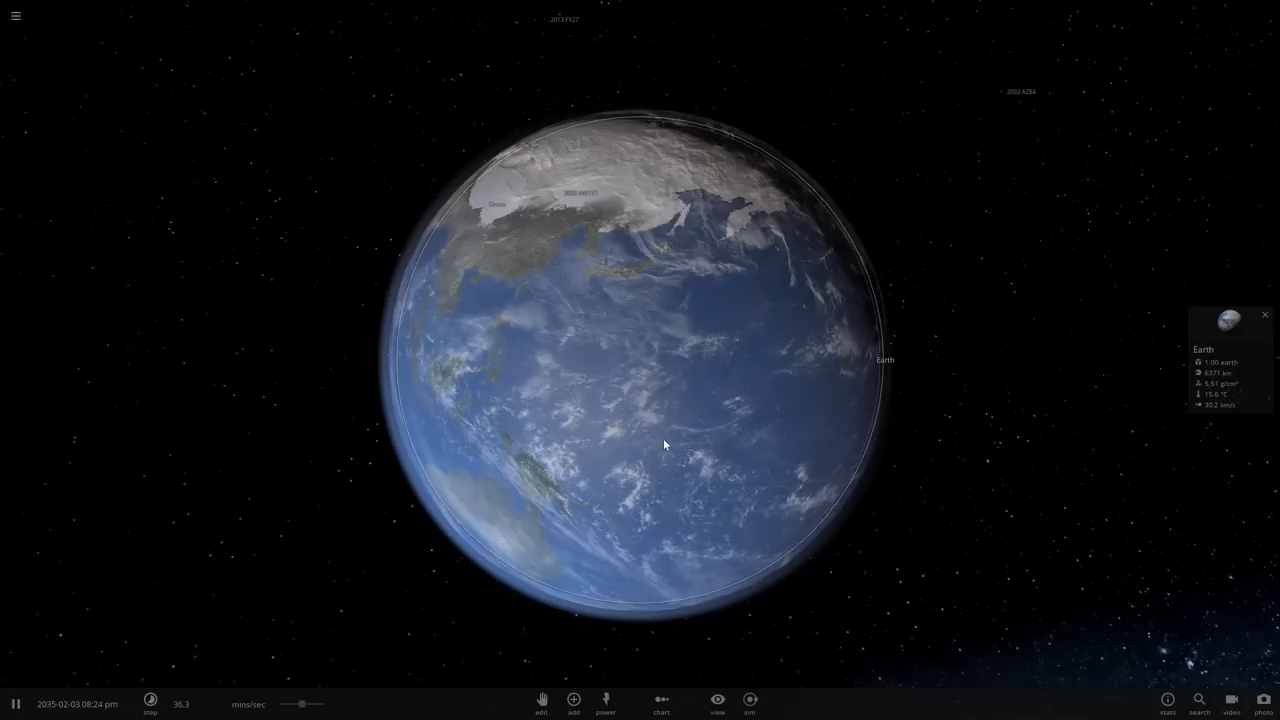 2013 FY27
2003 AZ84
Earth
Earth
1.00 earth
6371 km
5.51 g/cm³
15.6 °C
30.2 km/s
2035-02-03 08:24 pm
step
36.3
mins/sec
edit
add
power
chart
view
sim
stats
search
video
photo